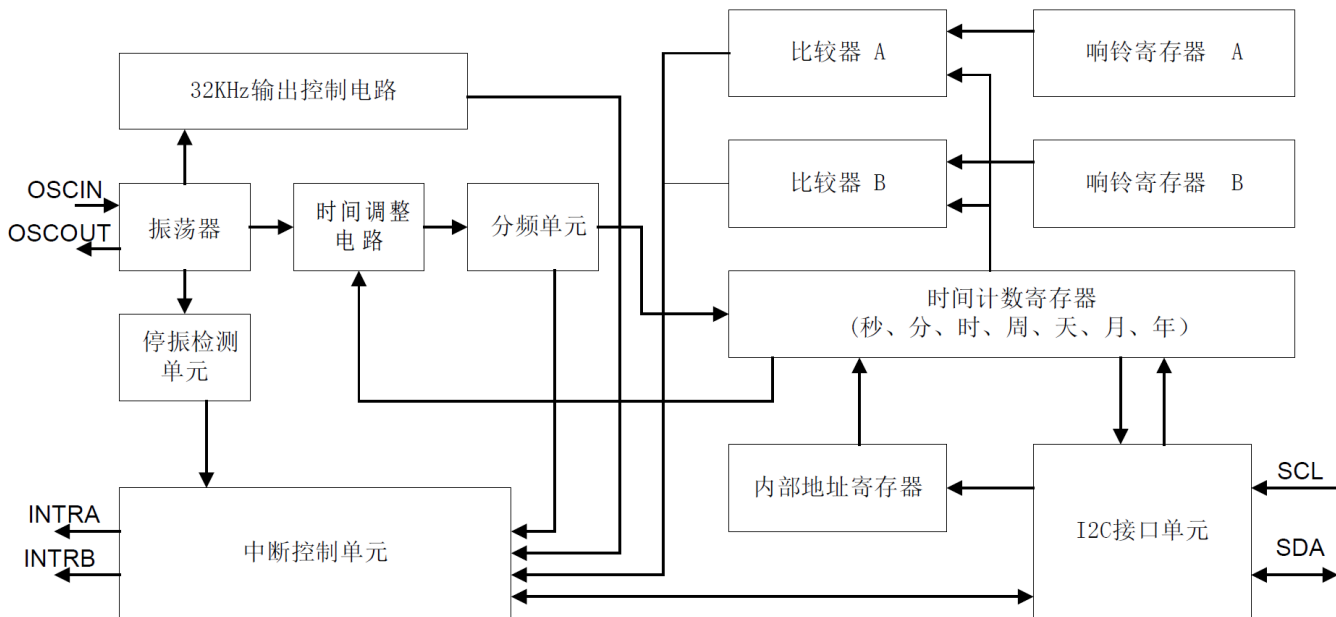 比较器 A
响铃寄存器 A
32KHz输出控制电路
比较器 B
响铃寄存器 B
OSCIN
OSCOUT
振荡器
时间调整
电 路
分频单元
时间计数寄存器
(秒、分、时、周、天、月、年)
停振检测
单元
内部地址寄存器
I2C接口单元
SCL
SDA
INTRA
INTRB
中断控制单元